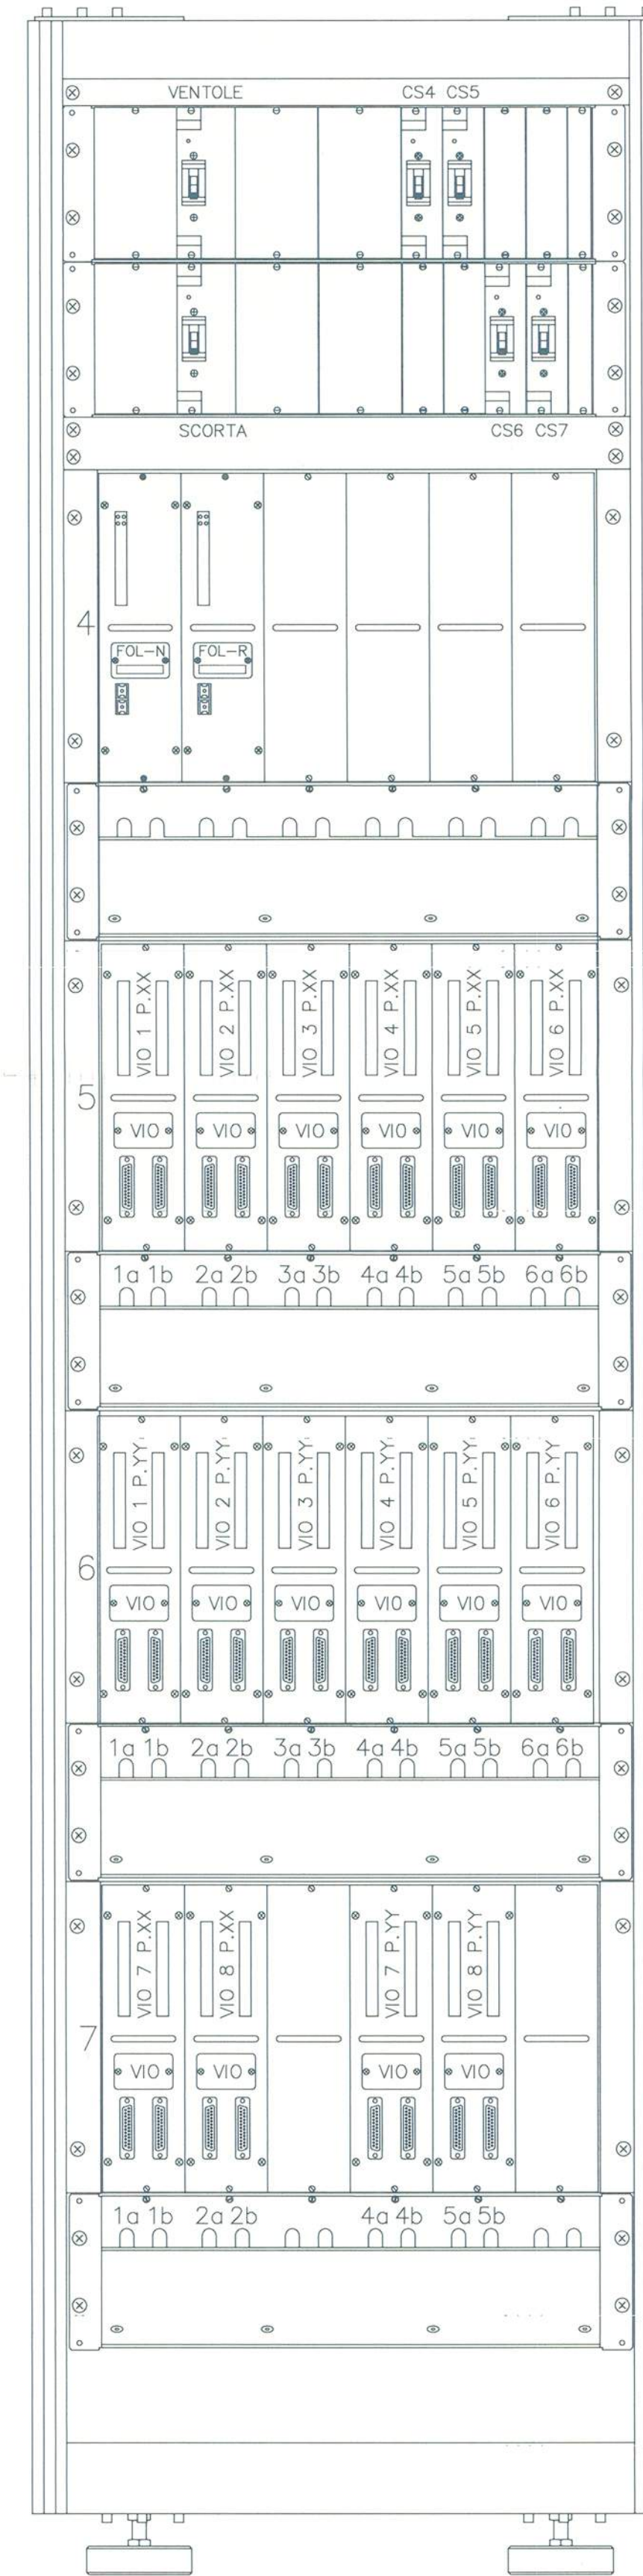 VENTOLE CS4 CS5
SCORTA CS6 CS7
4
FOL-N FOL-R
VIO 1 P.XX VIO 2 P.XX VIO 3 P.XX VIO 4 P.XX VIO 5 P.XX VIO 6 P.XX
5
VIO VIO VIO VIO VIO VIO
1a 1b 2a 2b 3a 3b 4a 4b 5a 5b 6a 6b
VIO 1 P.YY VIO 2 P.YY VIO 3 P.YY VIO 4 P.YY VIO 5 P.YY VIO 6 P.YY
6
VIO VIO VIO VIO VIO VIO
1a 1b 2a 2b 3a 3b 4a 4b 5a 5b 6a 6b
VIO 7 P.XX VIO 8 P.XX VIO 7 P.YY VIO 8 P.YY
7
VIO VIO VIO VIO
1a 1b 2a 2b 4a 4b 5a 5b